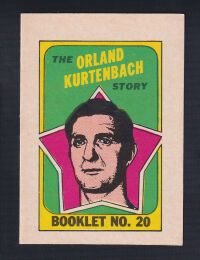 THE ORLAND
KURTENBACH
STORY
BOOKLET NO. 20